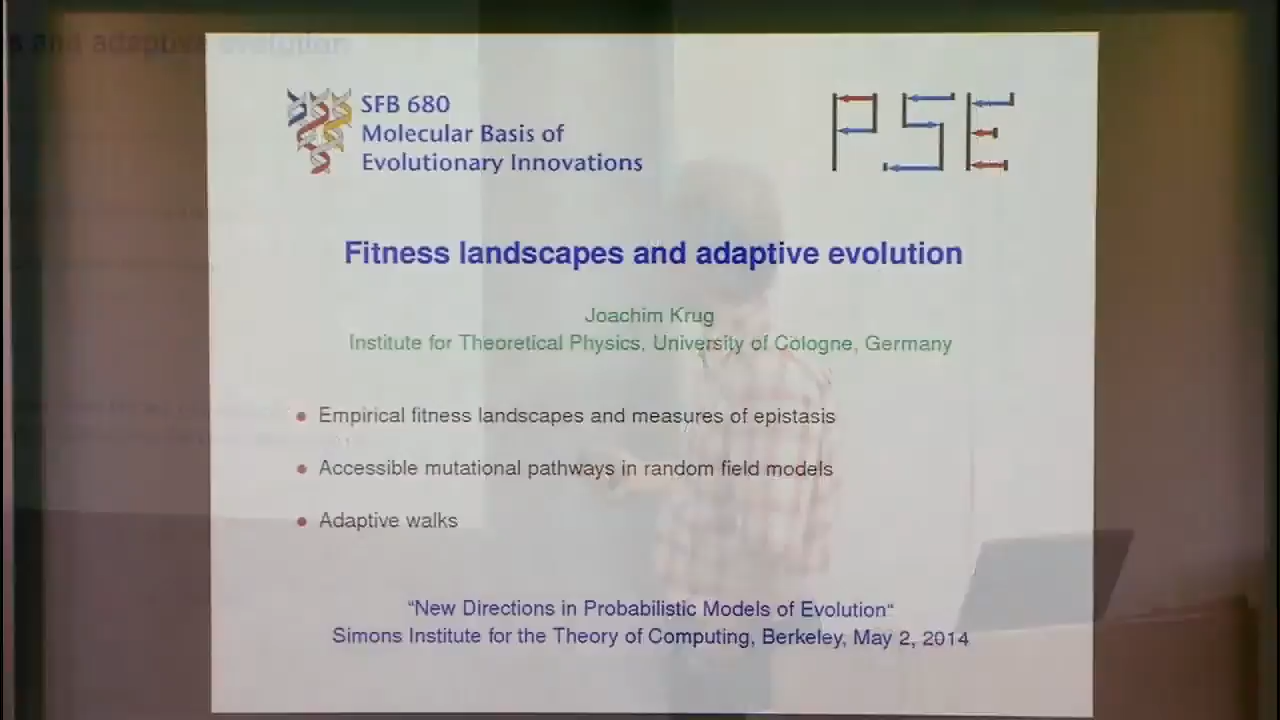 s and adaptive evolution
SFB 680
Molecular Basis of
Evolutionary Innovations
PSE
Fitness landscapes and adaptive evolution
Joachim Krug
Institute for Theoretical Physics, University of Cologne, Germany
• Empirical fitness landscapes and measures of epistasis
• Accessible mutational pathways in random field models
• Adaptive walks
“New Directions in Probabilistic Models of Evolution“
Simons Institute for the Theory of Computing, Berkeley, May 2, 2014